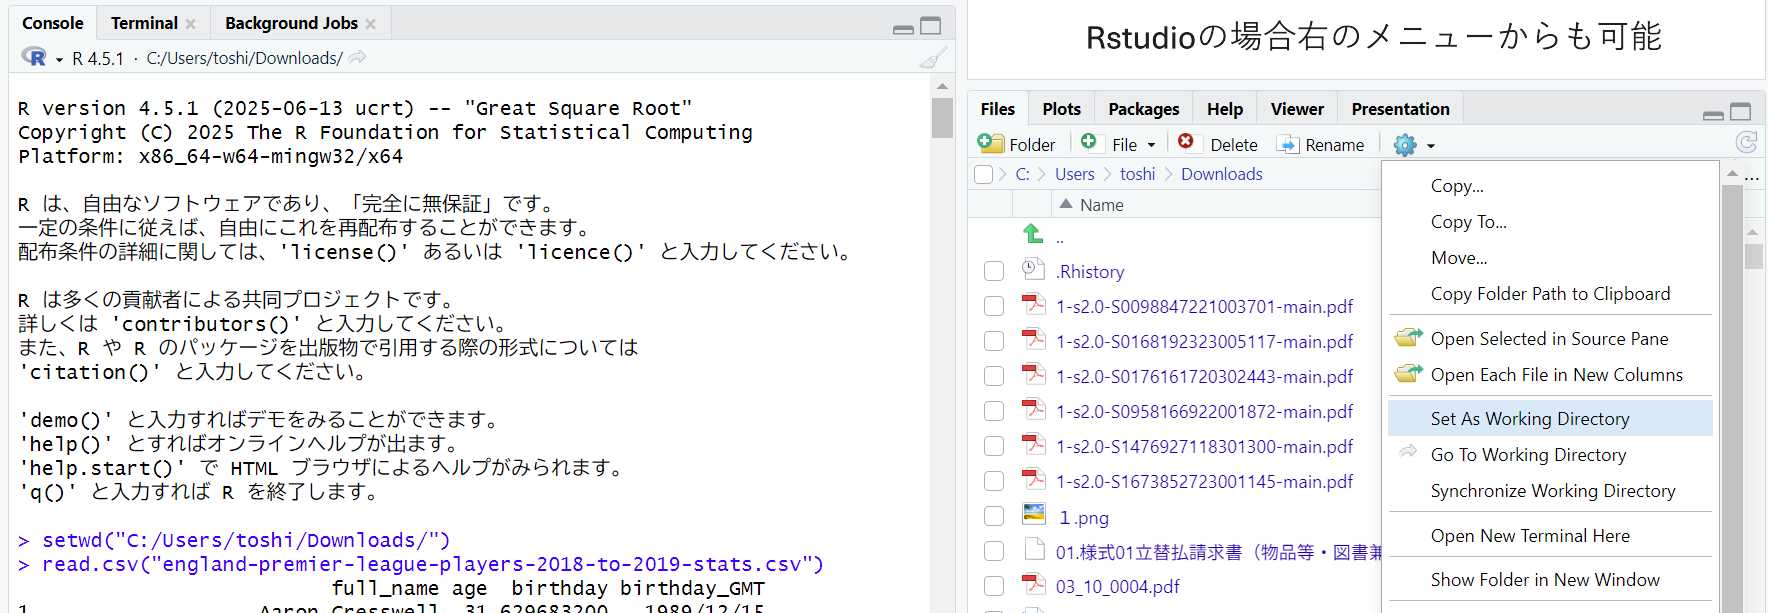 Console Terminal Background Jobs
R 4.5.1 · C:/Users/toshi/Downloads/
R version 4.5.1 (2025-06-13 ucrt) -- "Great Square Root"
Copyright (C) 2025 The R Foundation for Statistical Computing
Platform: x86_64-w64-mingw32/x64
R は、自由なソフトウェアであり、「完全に無保証」です。
一定の条件に従えば、自由にこれを再配布することができます。
配布条件の詳細に関しては、'license()' あるいは 'licence()' と入力してください。
R は多くの貢献者による共同プロジェクトです。
詳しくは 'contributors()' と入力してください。
また、R や R のパッケージを出版物で引用する際の形式については
'citation()' と入力してください。
'demo()' と入力すればデモをみることができます。
'help()' とすればオンラインヘルプが出ます。
'help.start()' で HTML ブラウザによるヘルプがみられます。
'q()' と入力すれば R を終了します。
> setwd("C:/Users/toshi/Downloads/")
> read.csv("england-premier-league-players-2018-to-2019-stats.csv")
full_name age birthday birthday_GMT
1 Aaron Cresswell 31 629683200 1989/12/15
Rstudioの場合右のメニューからも可能
Files Plots Packages Help Viewer Presentation
Folder File Delete Rename
C: Users toshi Downloads ...
Name
..
.Rhistory
1-s2.0-S0098847221003701-main.pdf
1-s2.0-S0168192323005117-main.pdf
1-s2.0-S0176161720302443-main.pdf
1-s2.0-S0958166922001872-main.pdf
1-s2.0-S1476927118301300-main.pdf
1-s2.0-S1673852723001145-main.pdf
１.png
01.様式01立替払請求書（物品等・図書兼
03_10_0004.pdf
Copy...
Copy To...
Move...
Copy Folder Path to Clipboard
Open Selected in Source Pane
Open Each File in New Columns
Set As Working Directory
Go To Working Directory
Synchronize Working Directory
Open New Terminal Here
Show Folder in New Window